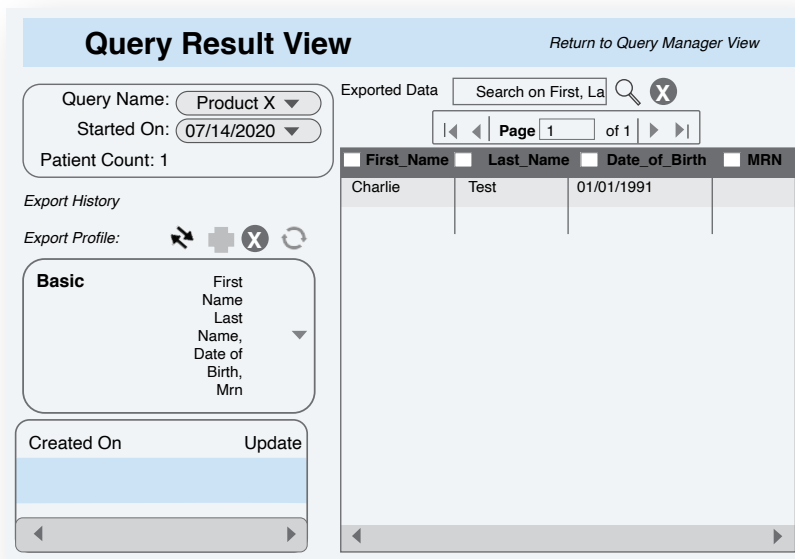 Query Result View
Return to Query Manager View
Query Name: Product X
Started On: 07/14/2020
Patient Count: 1
Export History
Export Profile:
X
Basic
First
Name
Last
Name,
Date of
Birth,
Mrn
Created On Update
Exported Data Search on First, La X
Page 1 of 1
First_Name Last_Name Date_of_Birth MRN
Charlie Test 01/01/1991